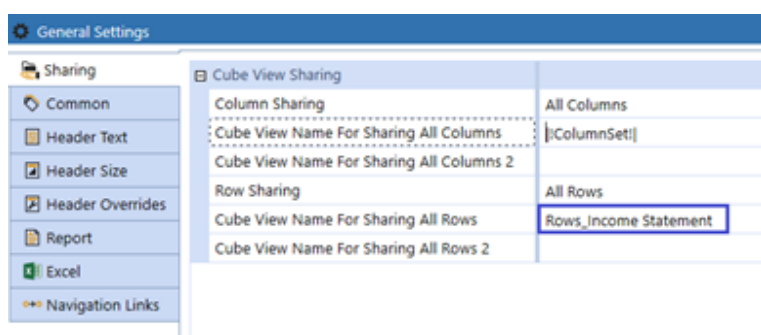 General Settings
Sharing
Common
Header Text
Header Size
Header Overrides
Report
Excel
Navigation Links
Cube View Sharing
Column Sharing All Columns
Cube View Name For Sharing All Columns |!ColumnSet!|
Cube View Name For Sharing All Columns 2
Row Sharing All Rows
Cube View Name For Sharing All Rows Rows_Income Statement
Cube View Name For Sharing All Rows 2